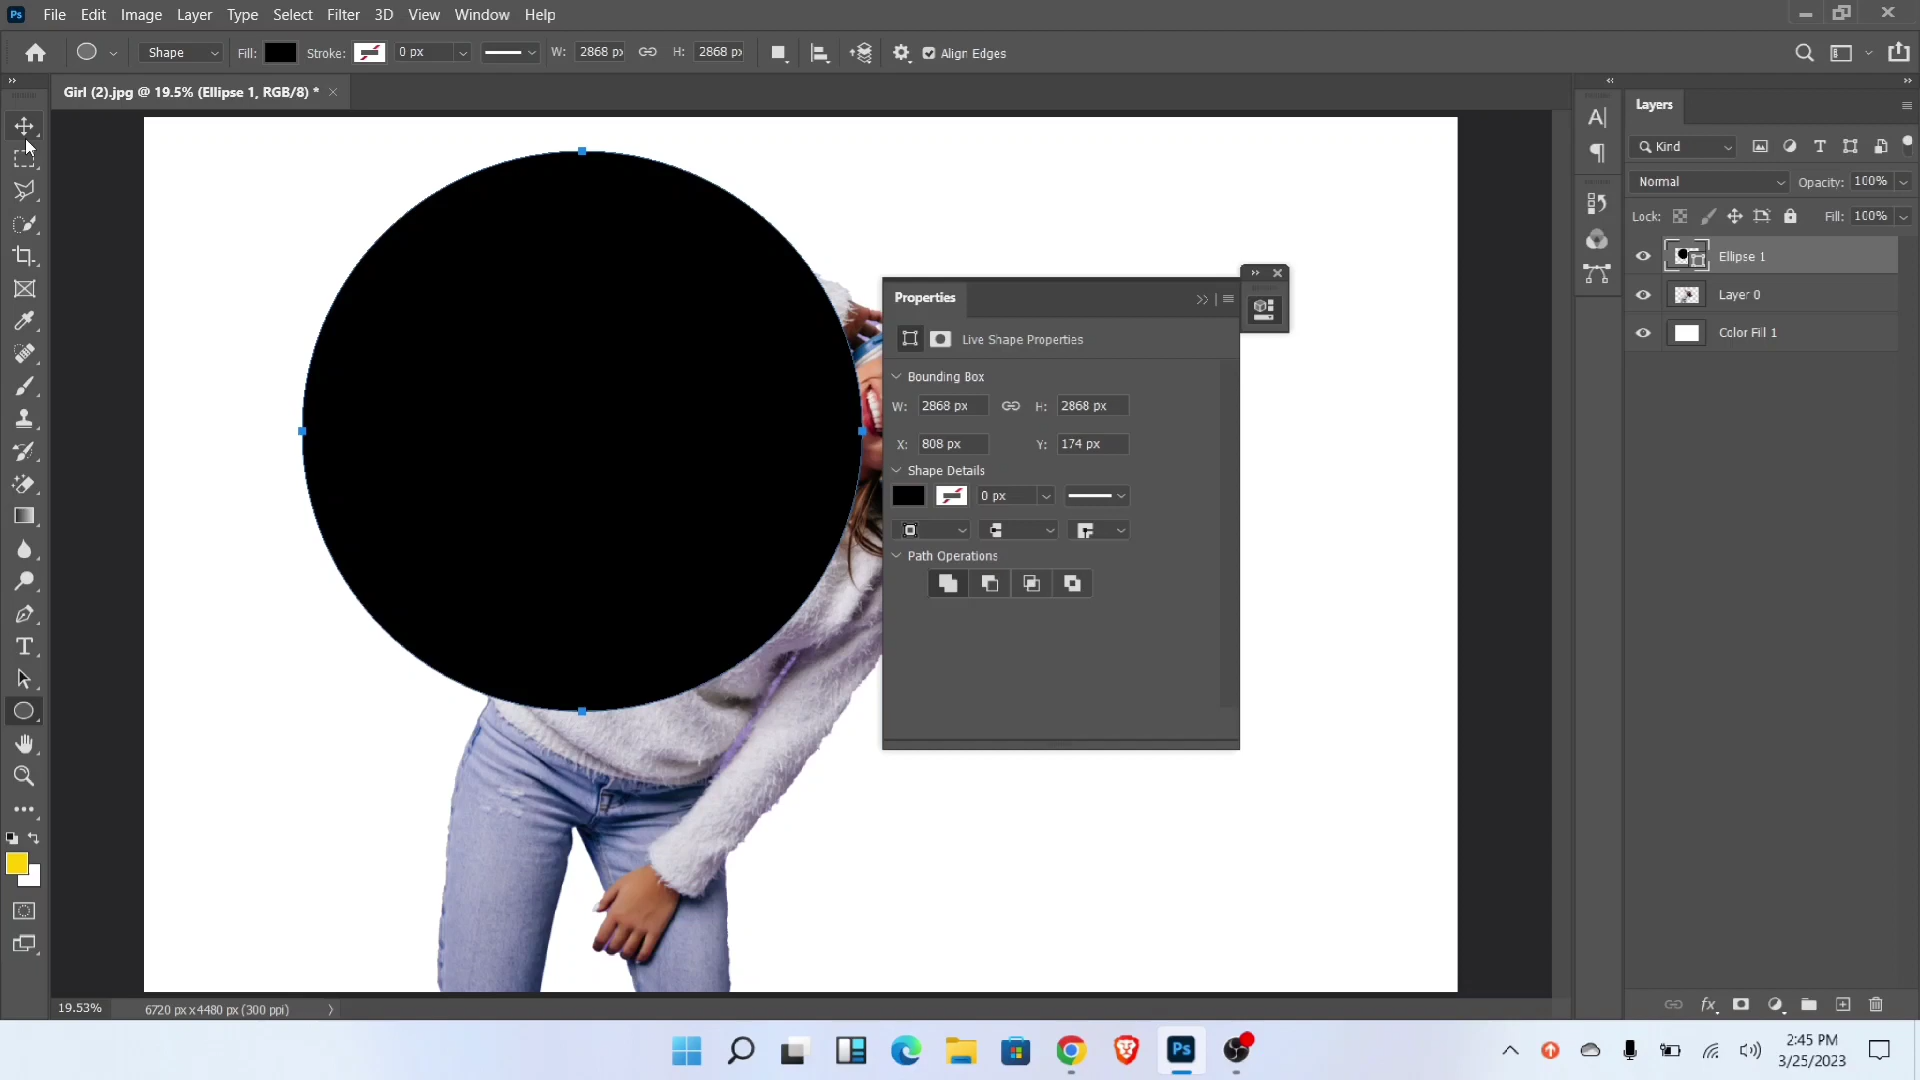 Ps File Edit Image Layer Type Select Filter 3D View Window Help
Shape Fill: Stroke: 0 px W: 2868 px H: 2868 px Align Edges
Girl (2).jpg @ 19.5% (Ellipse 1, RGB/8) *
Layers
Kind
Normal Opacity: 100%
Lock: Fill: 100%
Ellipse 1
Layer 0
Color Fill 1
Properties
Live Shape Properties
Bounding Box
W: 2868 px H: 2868 px
X: 808 px Y: 174 px
Shape Details
0 px
Path Operations
19.53% 6720 px x 4480 px (300 ppi)
Ps
2:45 PM
3/25/2023